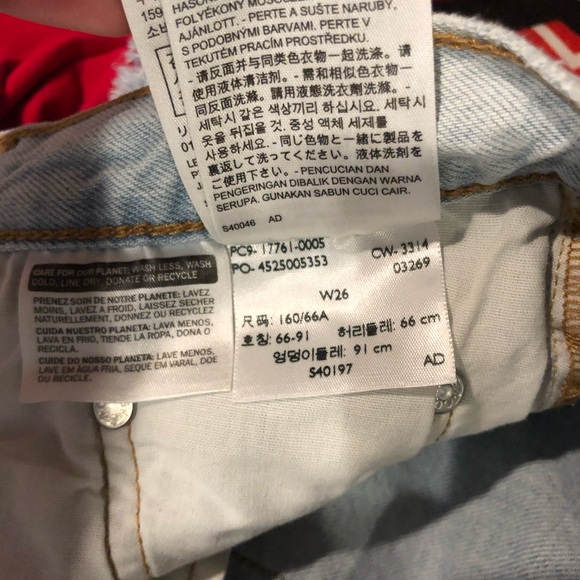 159
소비
HASON
FOLYÉKONY
AJÁNLOTT. - PERTE A SUŠTE NARUBY,
S PODOBNÝMI BARVAMI. PERTE V
TEKUTÉM PRACÍM PROSTŘEDKU.
- 请反面并与同类色衣物一起洗涤。请
使用液体清洁剂。- 需和相似色衣物一
同反面洗滌。請用液態洗衣劑洗滌。-
세탁시 같은 색상끼리 하십시요. 세탁시
옷을 뒤집을 것. 중성 액체 세제를
사용하세요. - 同じ色物と一緒に製品を
裏返して洗ってください。液体洗剤を
ご使用下さい。- PENCUCIAN DAN
PENGERINGAN DIBALIK DENGAN WARNA
SERUPA. GUNAKAN SABUN CUCI CAIR.
S40046 AD
CARE FOR OUR PLANET: WASH LESS, WASH
COLD, LINE DRY, DONATE OR RECYCLE
PRENEZ SOIN DE NOTRE PLANETE: LAVEZ
MOINS, LAVEZ A FROID, LAISSEZ SECHER
NATURELLEMENT, DONNEZ OU RECYCLEZ
CUIDA NUESTRO PLANETA: LAVA MENOS,
LAVA EN FRIO, TIENDE LA ROPA, DONA O
RECICLA.
CUIDE DO NOSSO PLANETA: LAVE MENOS,
LAVE EM ÁGUA FRIA, SEQUE EM VARAL, DOE
OU RECICLE.
PC9- 17761-0005 CW- 3314
PO- 4525005353 03269
W26
尺码: 160/66A
호칭: 66-91 허리둘레: 66 cm
엉덩이둘레: 91 cm
S40197 AD